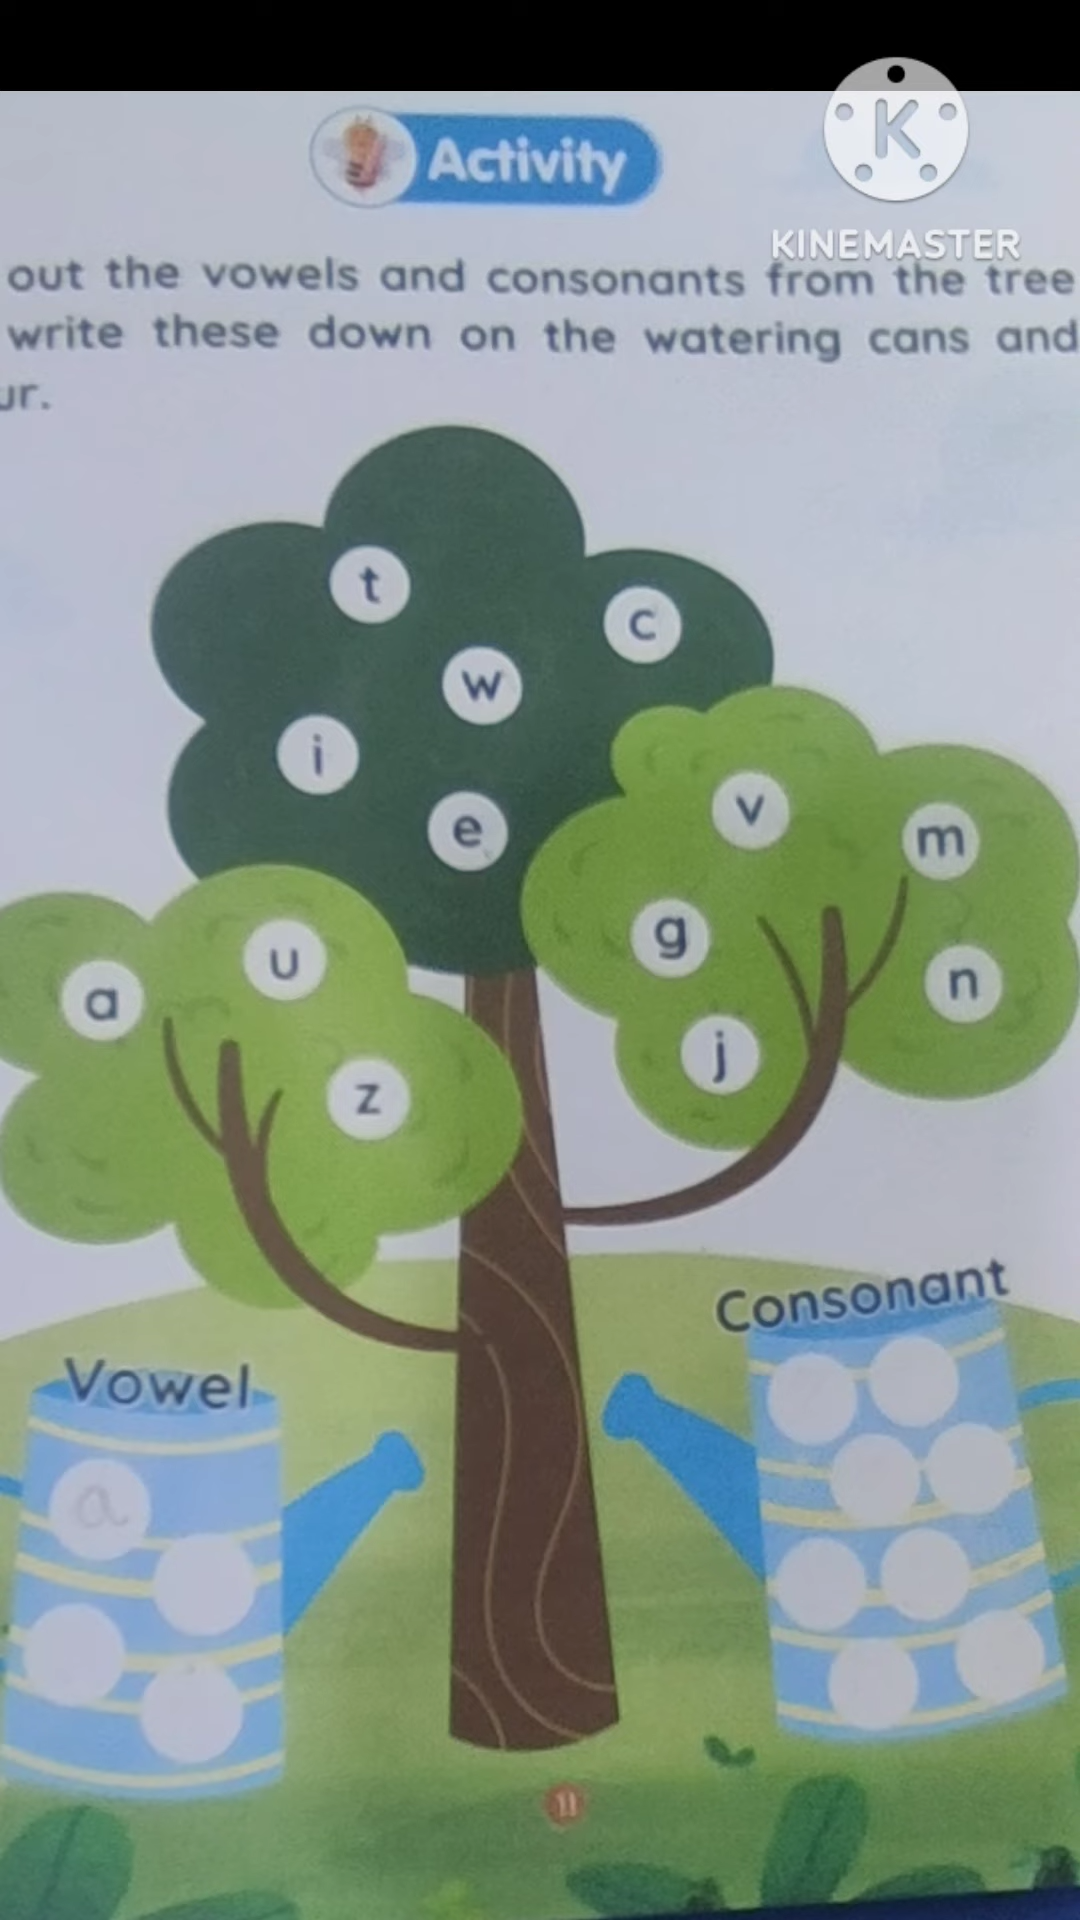 K
KINEMASTER
Activity
out the vowels and consonants from the tree
write these down on the watering cans and
ur.
t
c
w
i
e
v
m
g
n
j
a
u
z
Consonant
Vowel
a
11